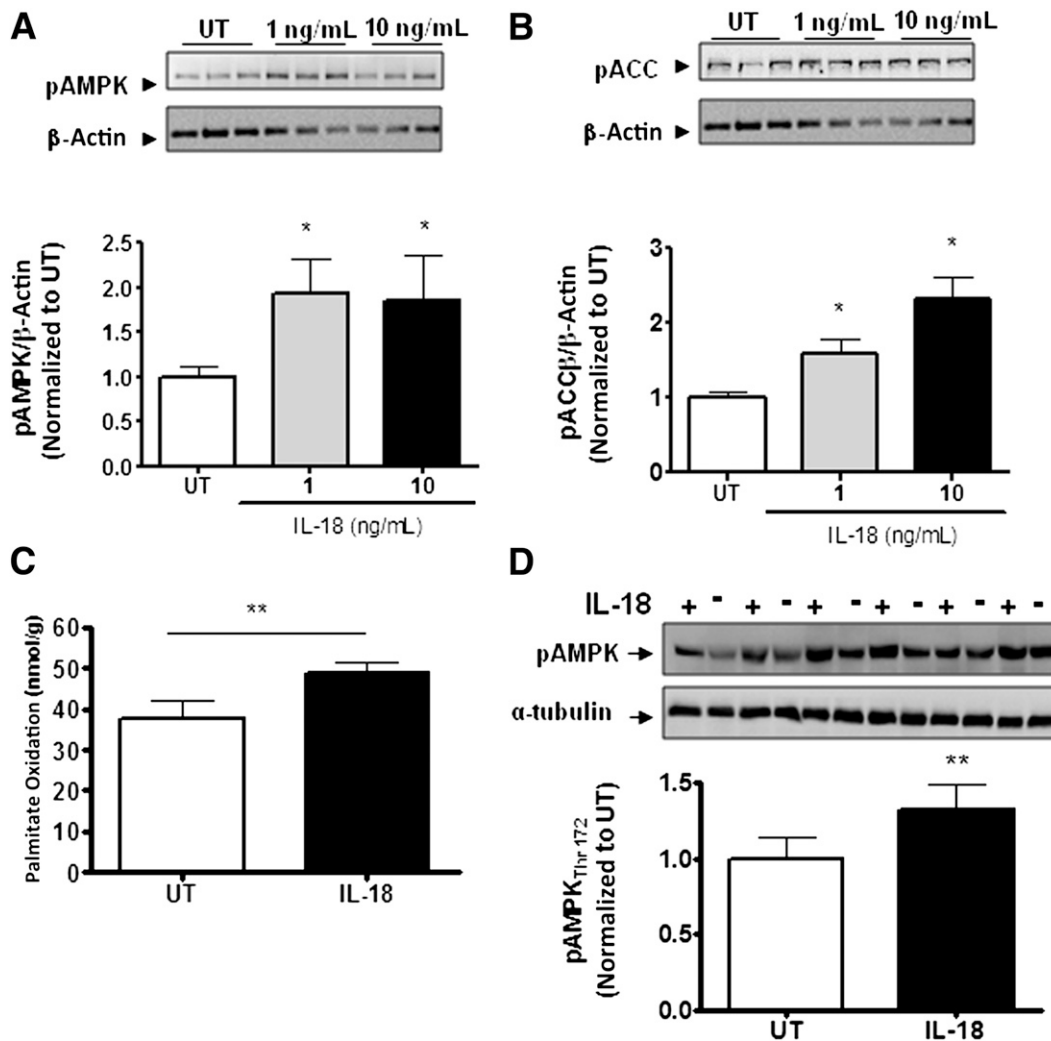 A
UT 1 ng/mL 10 ng/mL
pAMPK
β-Actin
pAMPK/β-Actin
(Normalized to UT)
2.5
2.0
1.5
1.0
0.5
0.0
* *
UT 1 10
IL-18 (ng/mL)
B
UT 1 ng/mL 10 ng/mL
pACC
β-Actin
pACCβ/β-Actin
(Normalized to UT)
3
2
1
0
* *
UT 1 10
IL-18 (ng/mL)
C
Palmitate Oxidation (nmol/g)
60
50
40
30
20
10
0
**
UT IL-18
D
IL-18 + - + - + - + - + - + -
pAMPK
α-tubulin
pAMPK Thr 172
(Normalized to UT)
1.5
1.0
0.5
0.0
**
UT IL-18